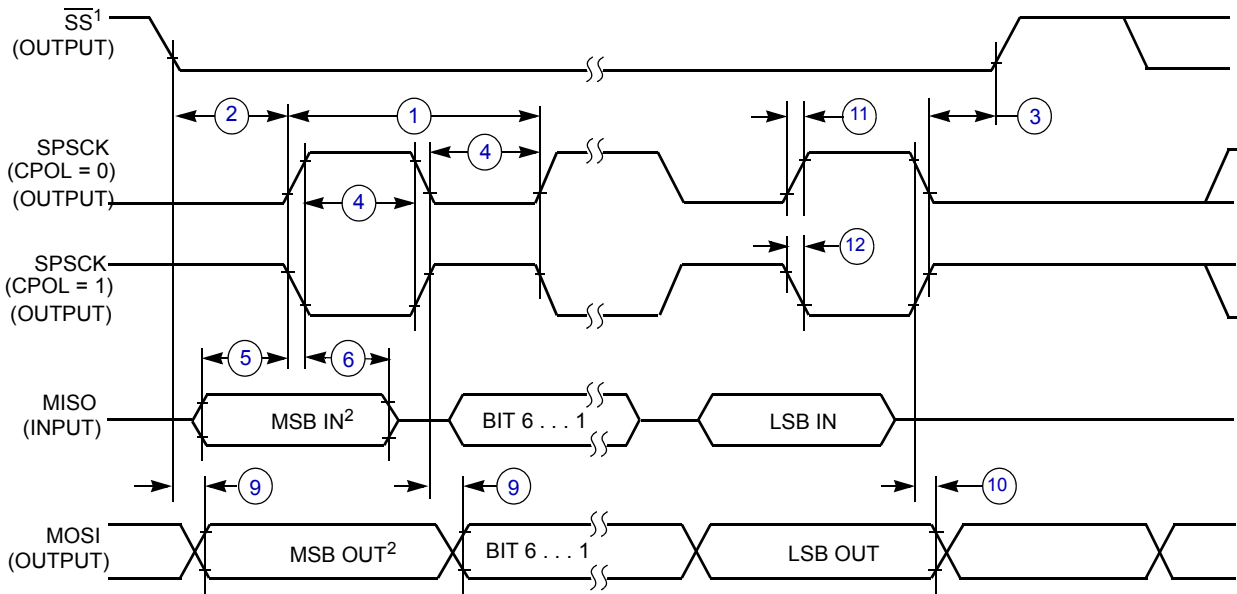 SS1
(OUTPUT)
2
1
11
3
SPSCK
(CPOL = 0)
(OUTPUT)
4
4
12
SPSCK
(CPOL = 1)
(OUTPUT)
5
6
MISO
(INPUT)
MSB IN2
BIT 6 . . . 1
LSB IN
9
9
10
MOSI
(OUTPUT)
MSB OUT2
BIT 6 . . . 1
LSB OUT